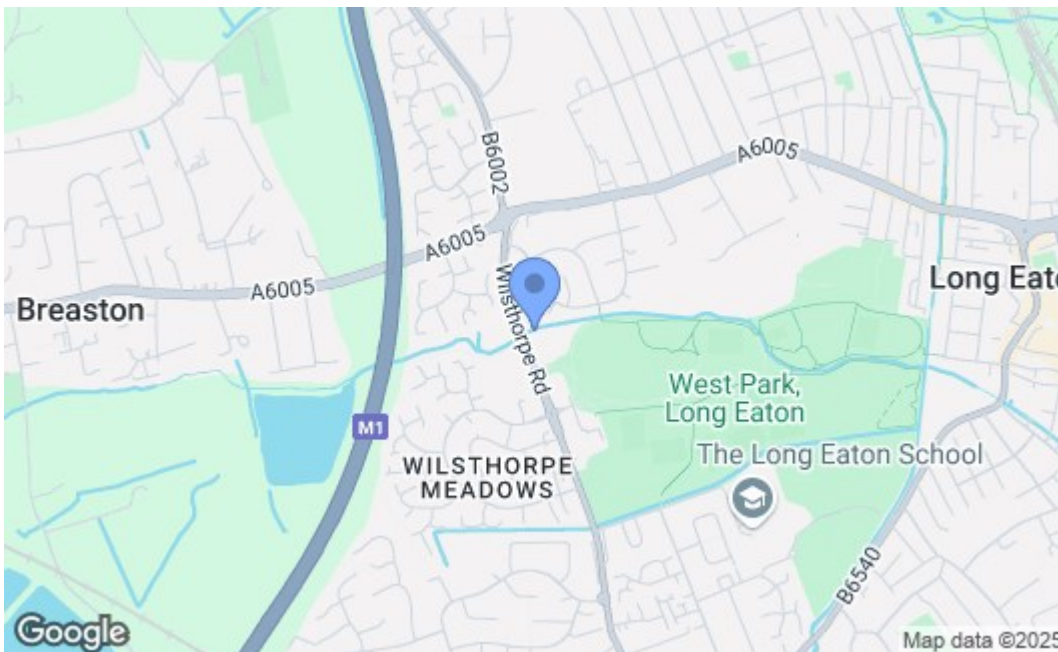 B6002
A6005
A6005
A6005
Wilsthorpe Rd
Breaston
Long Eato
West Park,
Long Eaton
The Long Eaton School
M1
WILSTHORPE
MEADOWS
B6540
Google
Map data ©2025